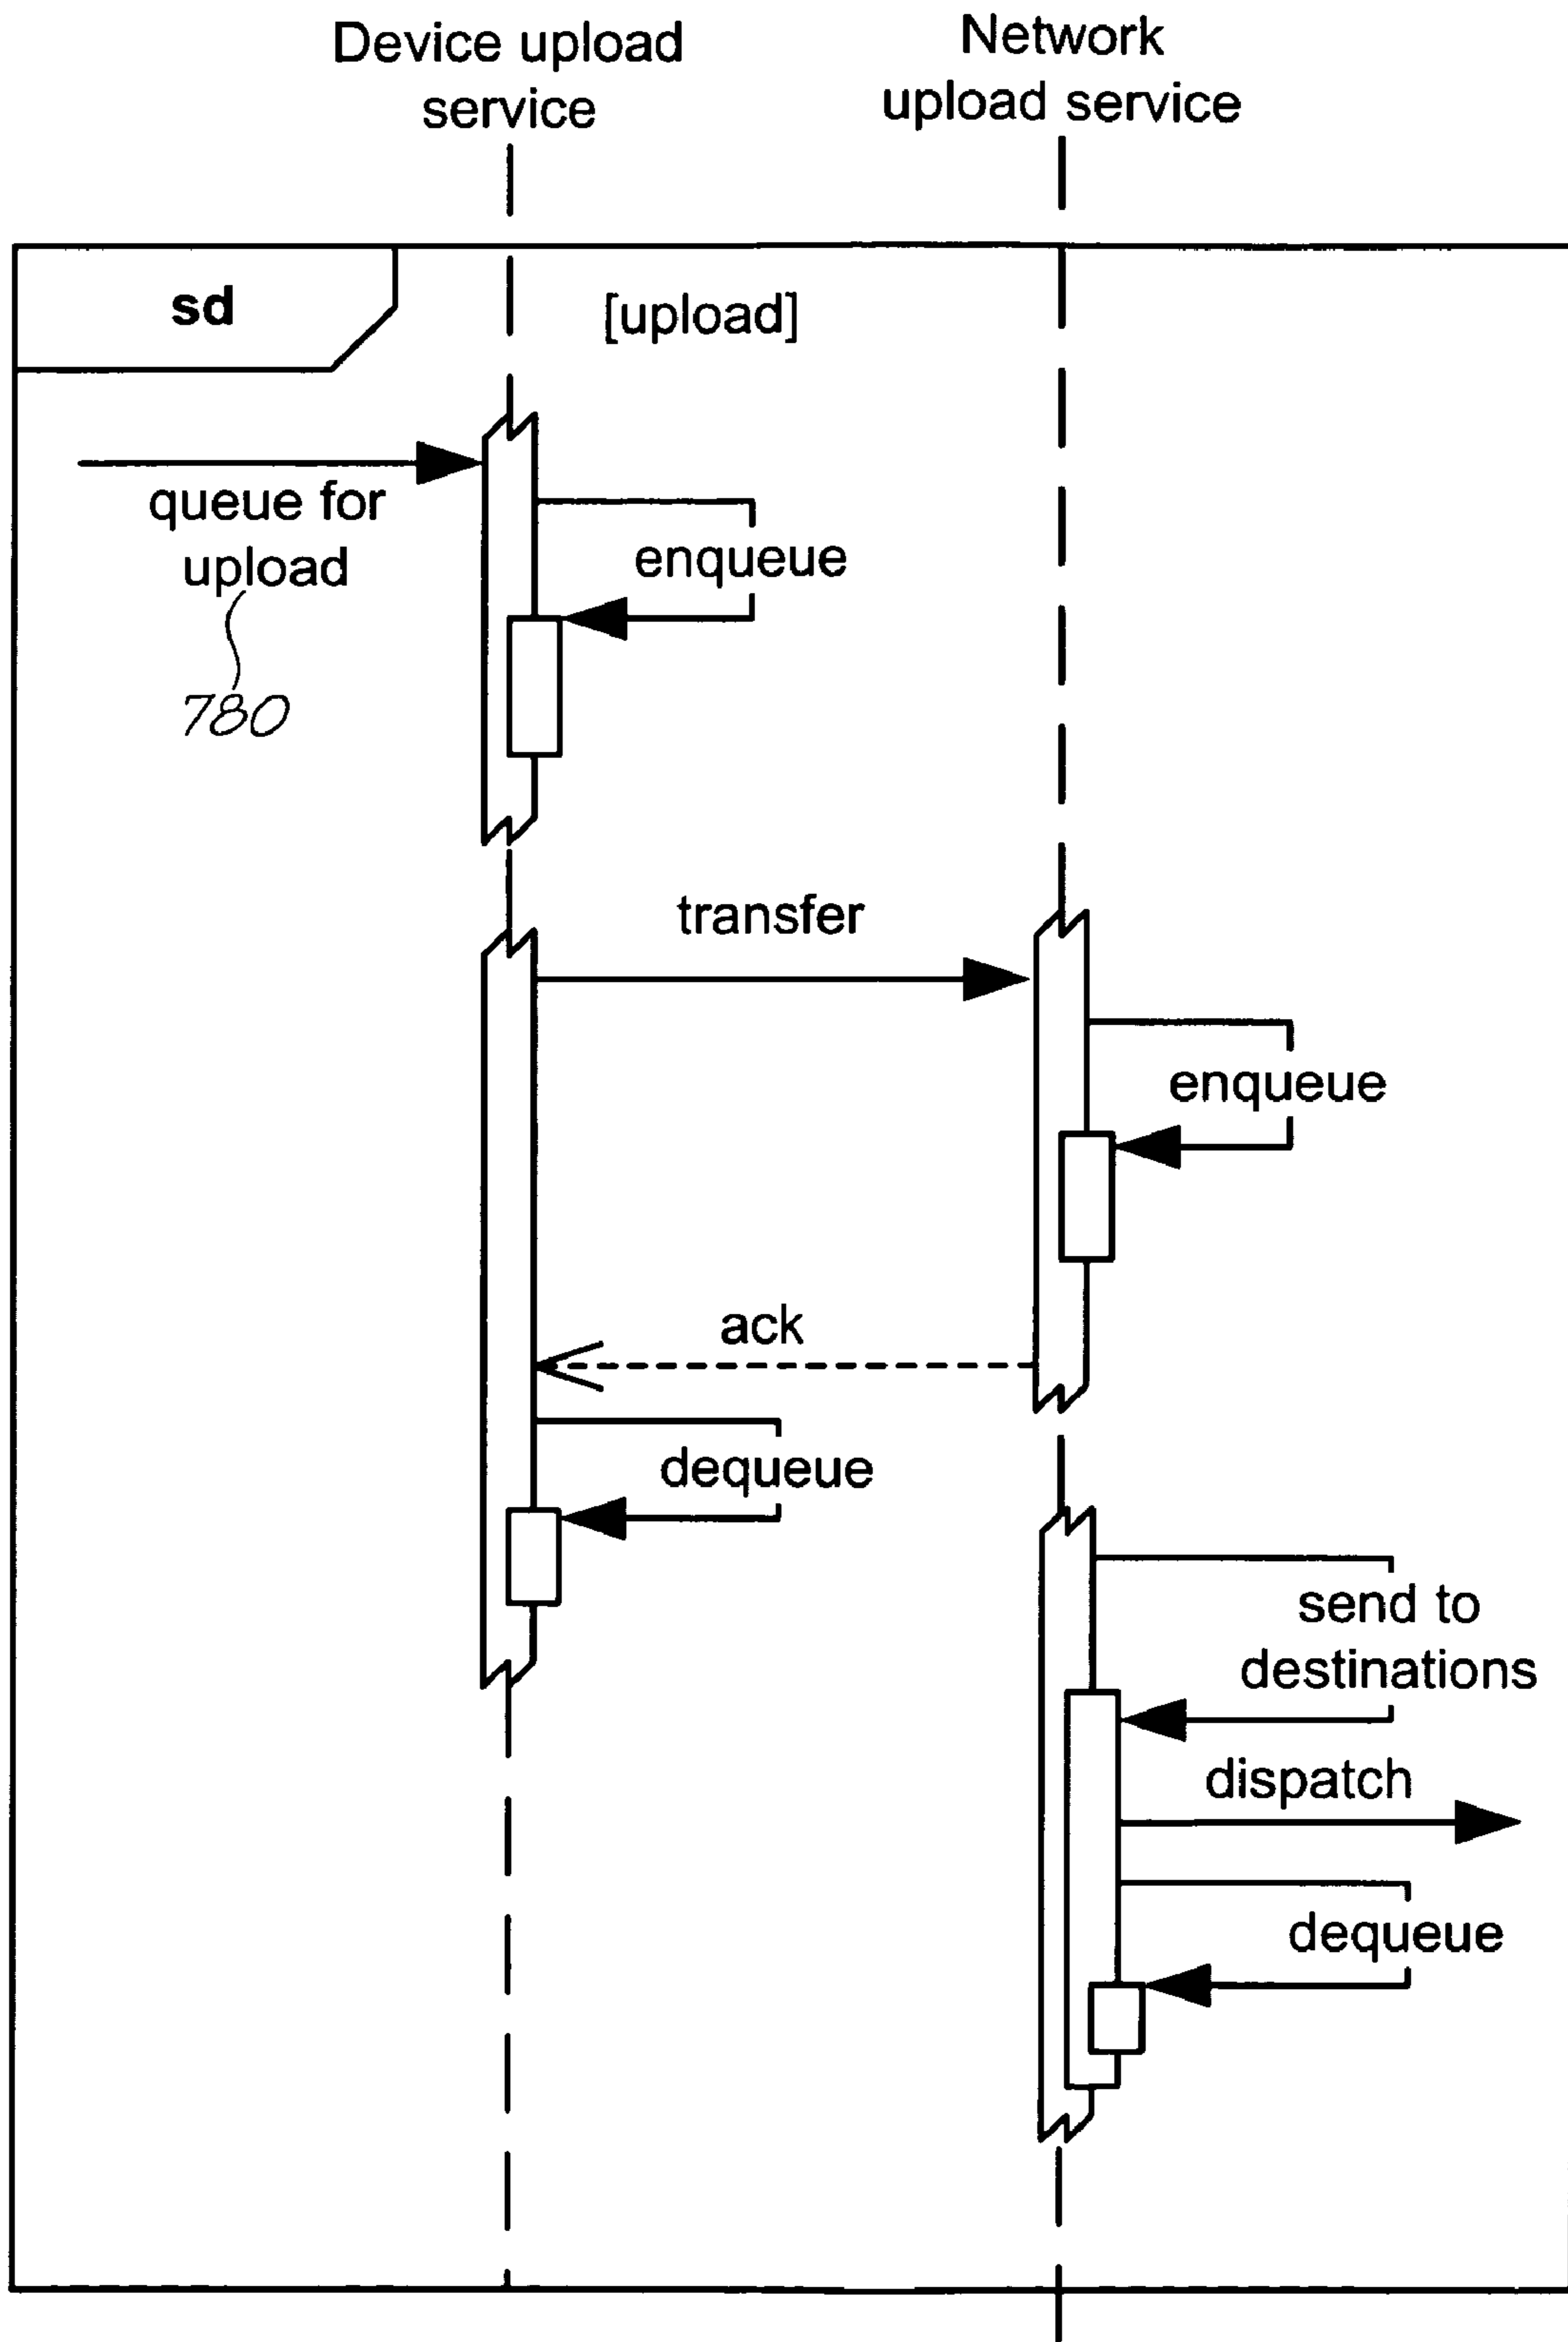 Device upload
service
Network
upload service
sd
[upload]
queue for
upload
780
enqueue
transfer
enqueue
ack
dequeue
send to
destinations
dispatch
dequeue